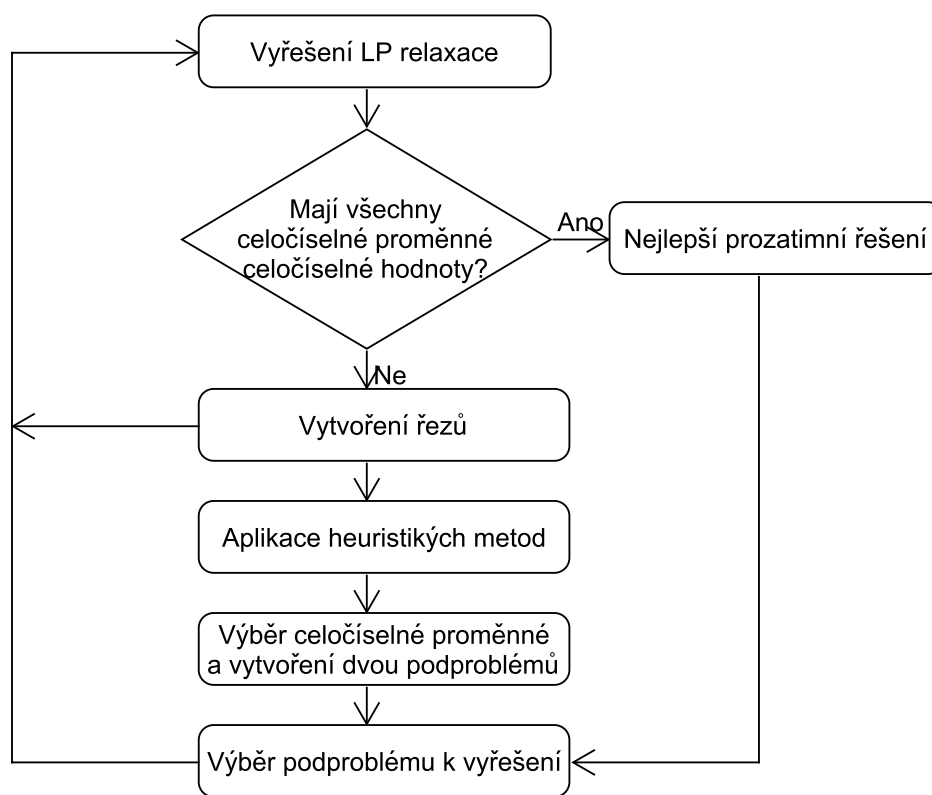 Vyřešení LP relaxace
Mají všechny
celočíselné proměnné
celočíselné hodnoty?
Ano
Nejlepší prozatimní řešení
Ne
Vytvoření řezů
Aplikace heuristikých metod
Výběr celočíselné proměnné
a vytvoření dvou podproblémů
Výběr podproblému k vyřešení